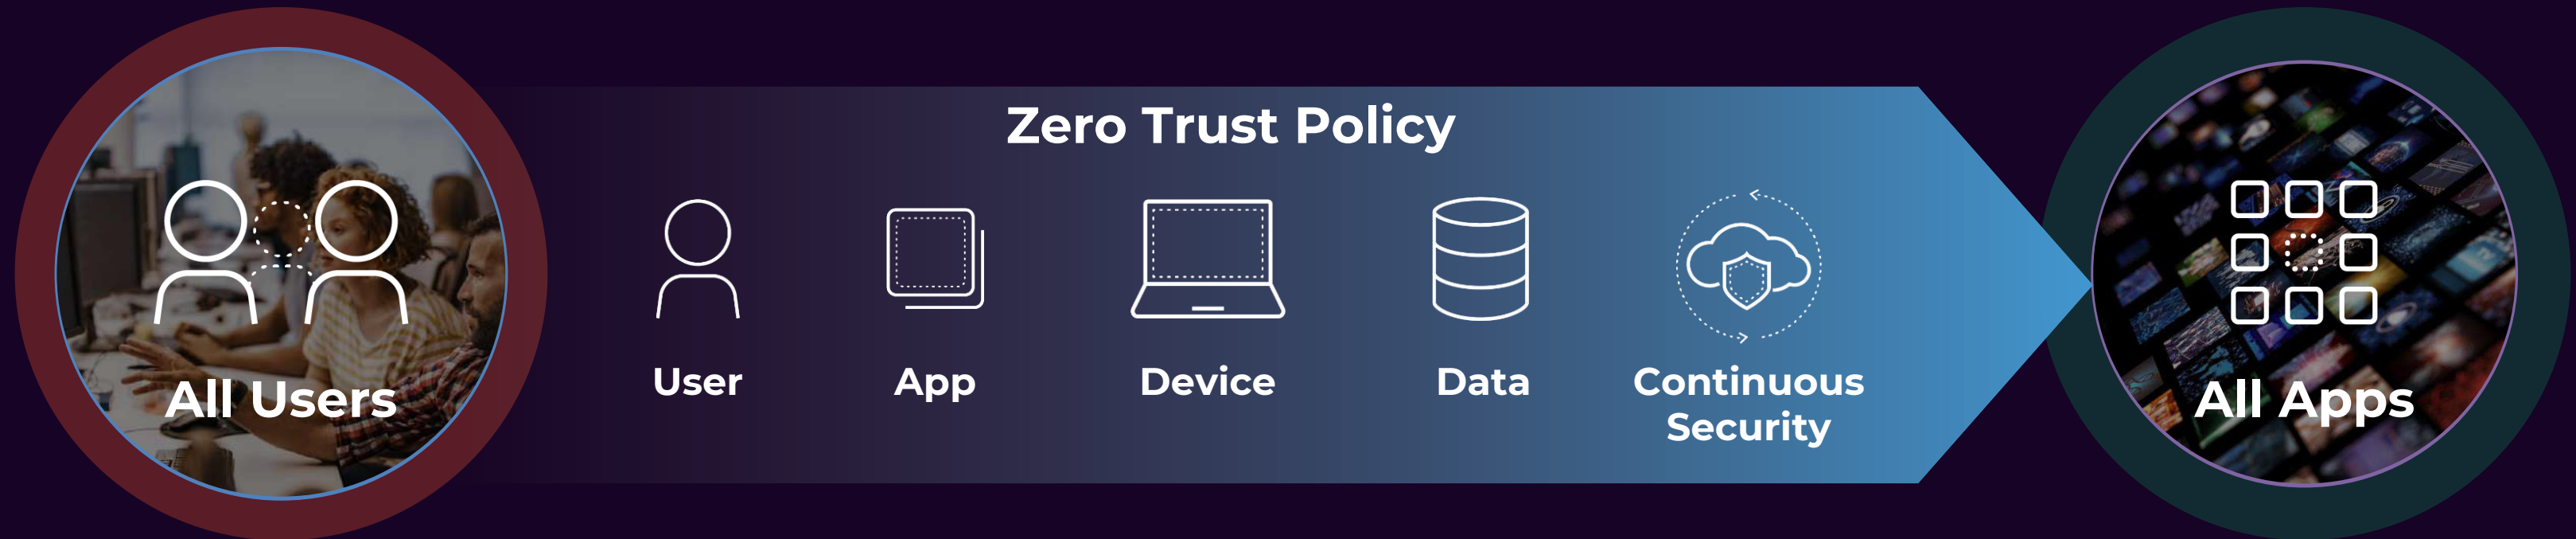 Zero Trust Policy
All Users
User
App
Device
Data
Continuous
Security
All Apps